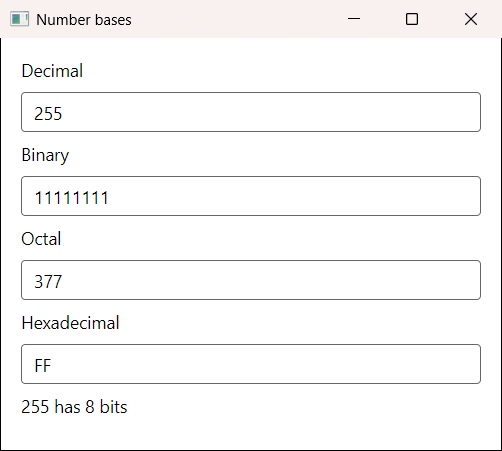 Number bases
Decimal
255
Binary
11111111
Octal
377
Hexadecimal
FF
255 has 8 bits